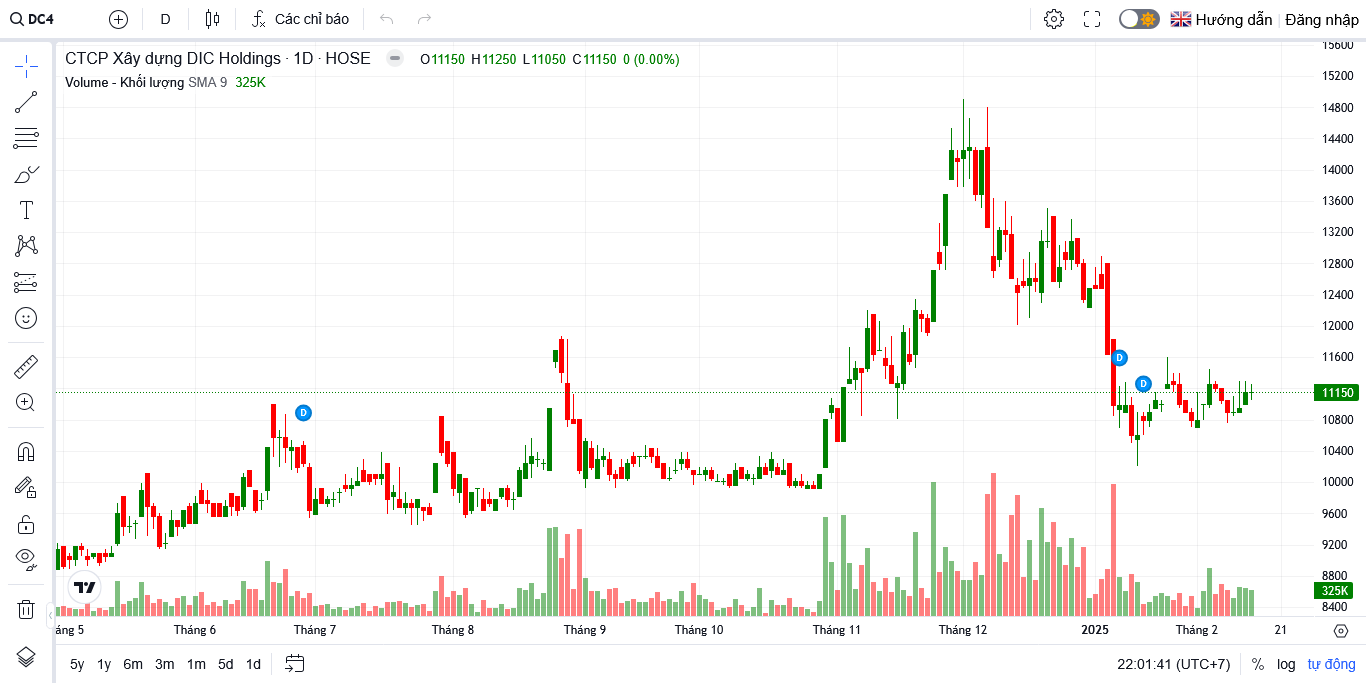 DC4 D Các chỉ báo Hướng dẫn Đăng nhập
CTCP Xây dựng DIC Holdings · 1D · HOSE O11150 H11250 L11050 C11150 0 (0.00%)
Volume - Khối lượng SMA 9 325K
15600
15200
14800
14400
14000
13600
13200
12800
12400
12000
11600
11150
10800
10400
10000
9600
9200
8800
325K
8400
D
D
D
T
áng 5 Tháng 6 Tháng 7 Tháng 8 Tháng 9 Tháng 10 Tháng 11 Tháng 12 2025 Tháng 2 21
5y 1y 6m 3m 1m 5d 1d 22:01:41 (UTC+7) % log tự động